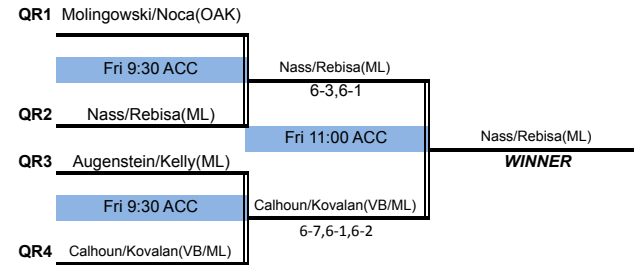 QR1 Molingowski/Noca(OAK)
Fri 9:30 ACC
Nass/Rebisa(ML)
6-3,6-1
QR2 Nass/Rebisa(ML)
Fri 11:00 ACC
Nass/Rebisa(ML)
WINNER
QR3 Augenstein/Kelly(ML)
Fri 9:30 ACC
Calhoun/Kovalan(VB/ML)
6-7,6-1,6-2
QR4 Calhoun/Kovalan(VB/ML)